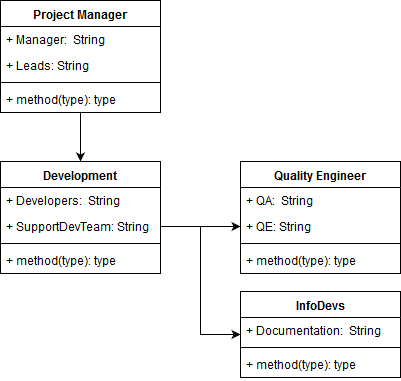 Project Manager
+ Manager: String
+ Leads: String
+ method(type): type
Development
+ Developers: String
+ SupportDevTeam: String
+ method(type): type
Quality Engineer
+ QA: String
+ QE: String
+ method(type): type
InfoDevs
+ Documentation: String
+ method(type): type